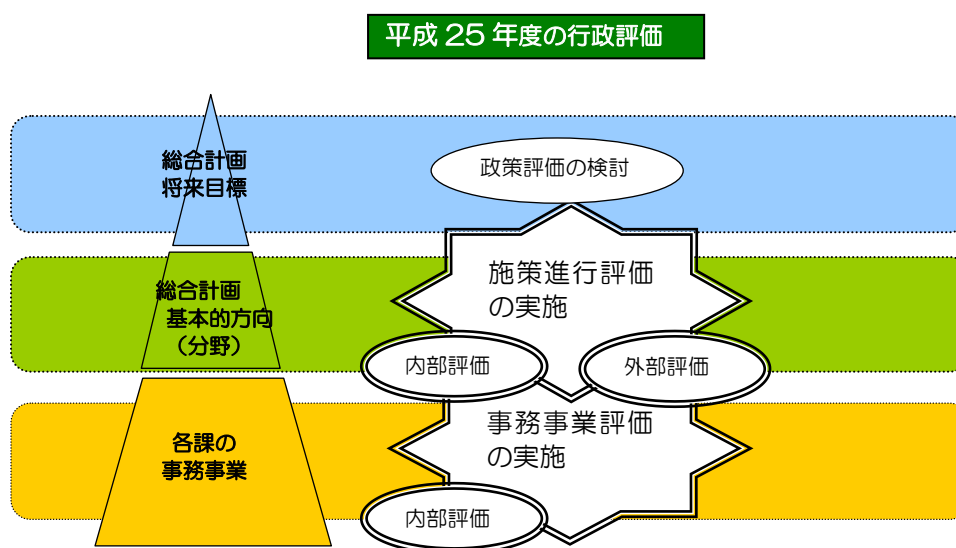 平成 25 年度の行政評価
総合計画
将来目標
政策評価の検討
総合計画
基本的方向
（分野）
施策進行評価
の実施
内部評価
外部評価
各課の
事務事業
事務事業評価
の実施
内部評価